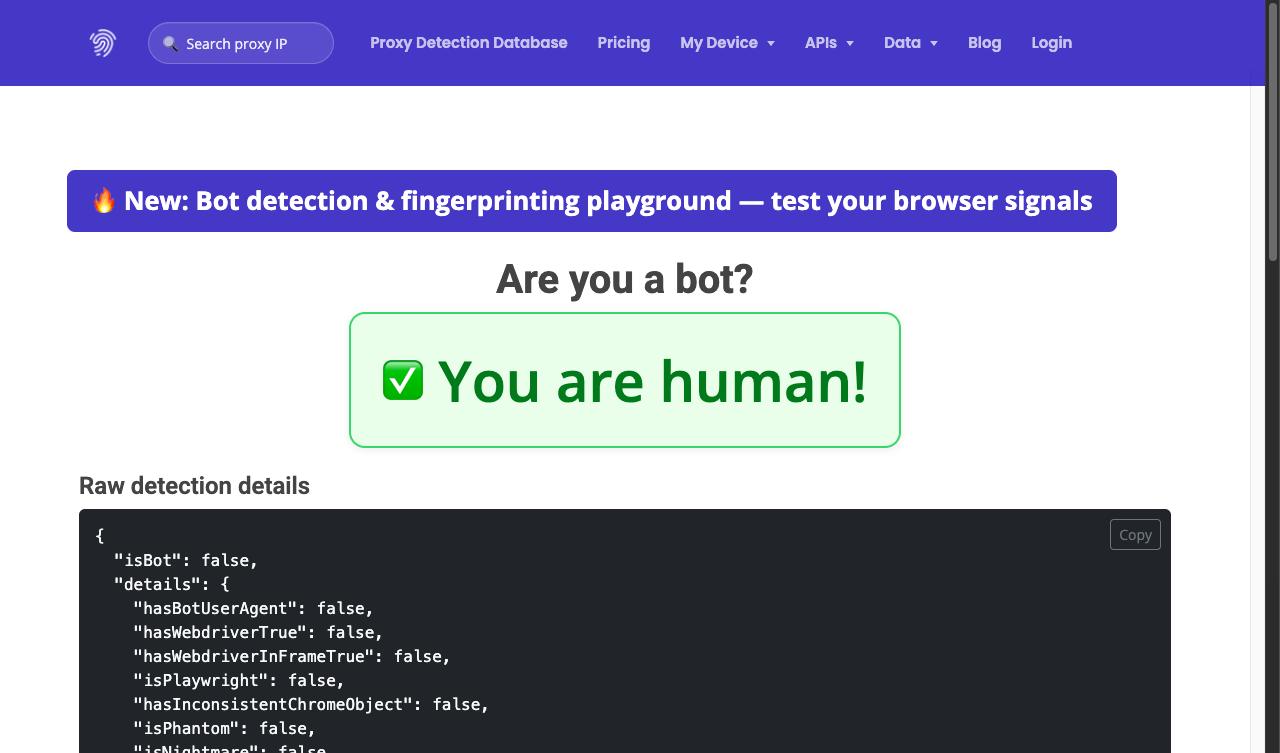 Search proxy IP
Proxy Detection Database
Pricing
My Device
APIs
Data
Blog
Login
🔥 New: Bot detection & fingerprinting playground — test your browser signals
Are you a bot?
✅ You are human!
Raw detection details
Copy
{
"isBot": false,
"details": {
"hasBotUserAgent": false,
"hasWebdriverTrue": false,
"hasWebdriverInFrameTrue": false,
"isPlaywright": false,
"hasInconsistentChromeObject": false,
"isPhantom": false,
"isNightmare": false